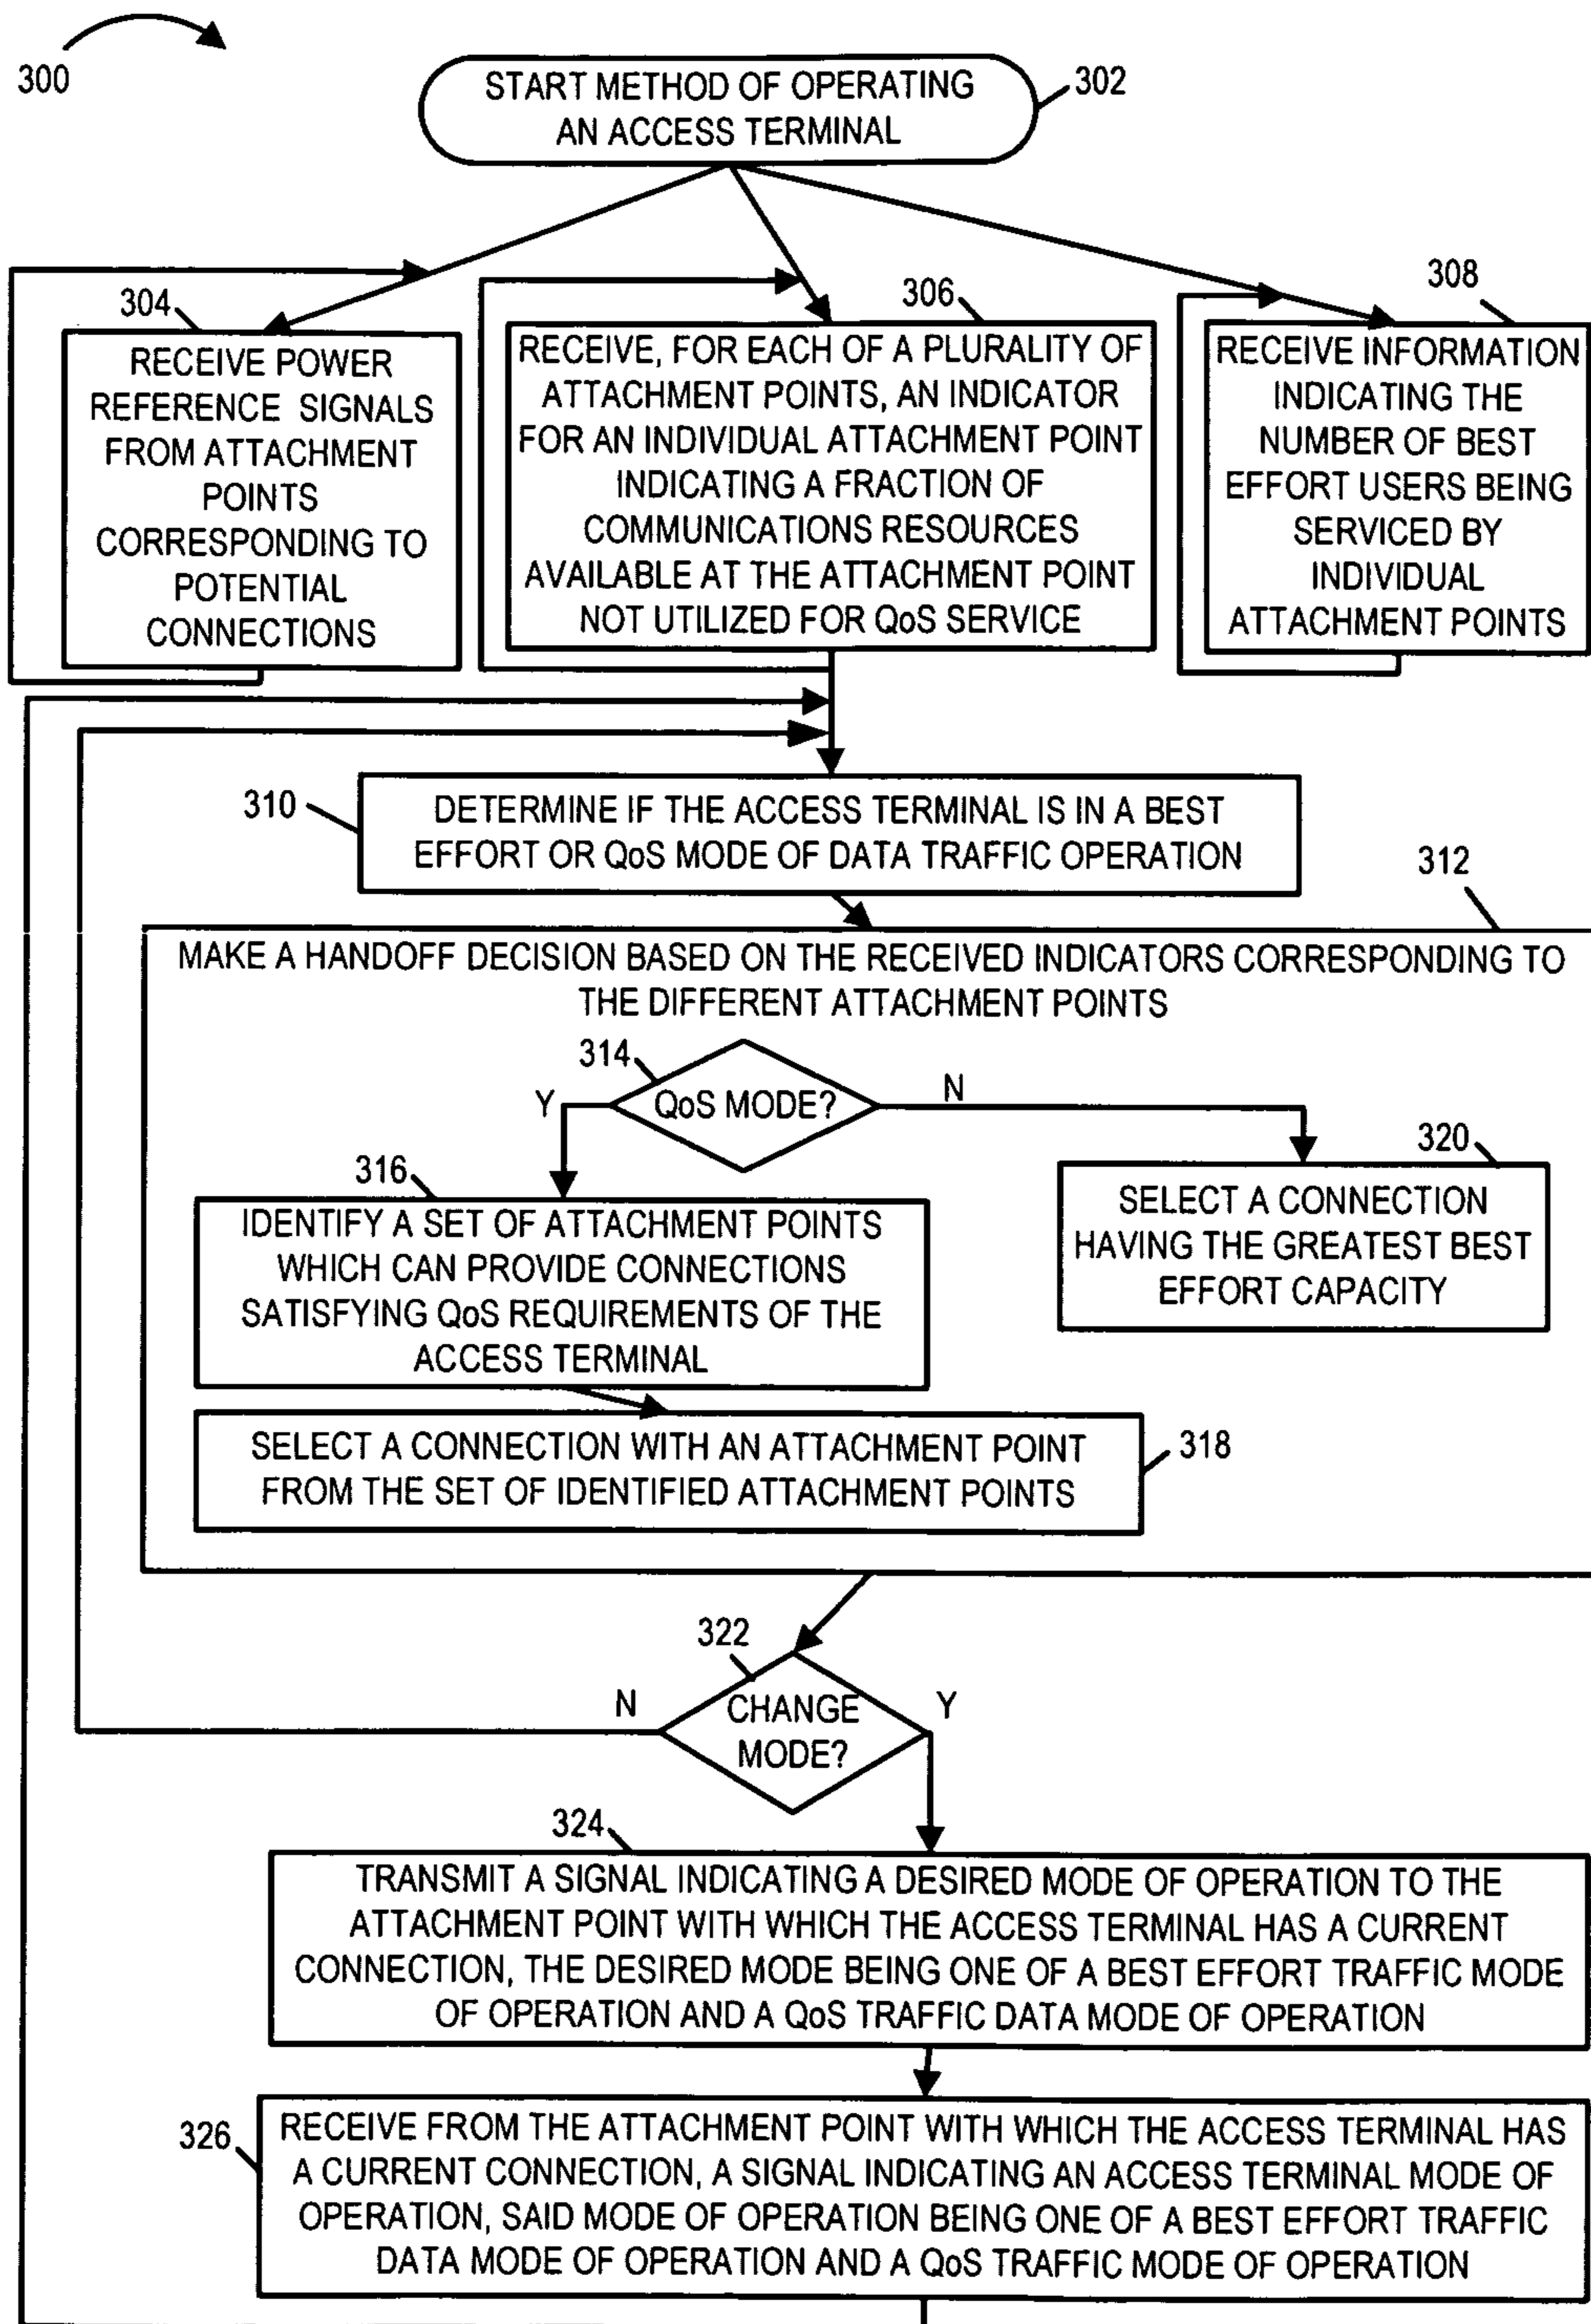 300
START METHOD OF OPERATING
AN ACCESS TERMINAL
302
304
RECEIVE POWER
REFERENCE SIGNALS
FROM ATTACHMENT
POINTS
CORRESPONDING TO
POTENTIAL
CONNECTIONS
306
RECEIVE, FOR EACH OF A PLURALITY OF
ATTACHMENT POINTS, AN INDICATOR
FOR AN INDIVIDUAL ATTACHMENT POINT
INDICATING A FRACTION OF
COMMUNICATIONS RESOURCES
AVAILABLE AT THE ATTACHMENT POINT
NOT UTILIZED FOR QoS SERVICE
308
RECEIVE INFORMATION
INDICATING THE
NUMBER OF BEST
EFFORT USERS BEING
SERVICED BY
INDIVIDUAL
ATTACHMENT POINTS
310
DETERMINE IF THE ACCESS TERMINAL IS IN A BEST
EFFORT OR QoS MODE OF DATA TRAFFIC OPERATION
312
MAKE A HANDOFF DECISION BASED ON THE RECEIVED INDICATORS CORRESPONDING TO
THE DIFFERENT ATTACHMENT POINTS
314
QoS MODE?
Y
N
316
IDENTIFY A SET OF ATTACHMENT POINTS
WHICH CAN PROVIDE CONNECTIONS
SATISFYING QoS REQUIREMENTS OF THE
ACCESS TERMINAL
320
SELECT A CONNECTION
HAVING THE GREATEST BEST
EFFORT CAPACITY
SELECT A CONNECTION WITH AN ATTACHMENT POINT
FROM THE SET OF IDENTIFIED ATTACHMENT POINTS
318
322
CHANGE
MODE?
N
Y
324
TRANSMIT A SIGNAL INDICATING A DESIRED MODE OF OPERATION TO THE
ATTACHMENT POINT WITH WHICH THE ACCESS TERMINAL HAS A CURRENT
CONNECTION, THE DESIRED MODE BEING ONE OF A BEST EFFORT TRAFFIC MODE
OF OPERATION AND A QoS TRAFFIC DATA MODE OF OPERATION
326
RECEIVE FROM THE ATTACHMENT POINT WITH WHICH THE ACCESS TERMINAL HAS
A CURRENT CONNECTION, A SIGNAL INDICATING AN ACCESS TERMINAL MODE OF
OPERATION, SAID MODE OF OPERATION BEING ONE OF A BEST EFFORT TRAFFIC
DATA MODE OF OPERATION AND A QoS TRAFFIC MODE OF OPERATION